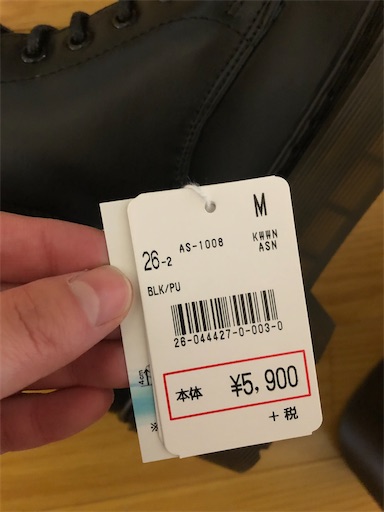 M
26-2 AS-1008 KWWN
ASN
BLK/PU
26-044427-0-003-0
本体 ¥5,900
+税